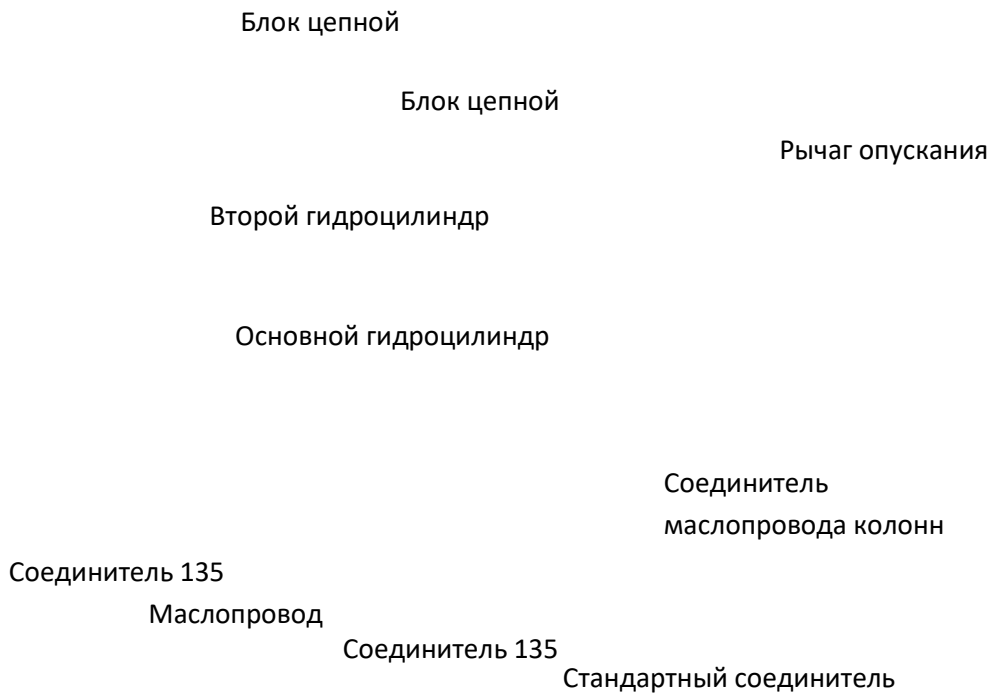 Блок цепной
Блок цепной
Рычаг опускания
Второй гидроцилиндр
Основной гидроцилиндр
Соединитель
маслопровода колонн
Соединитель 135
Маслопровод
Соединитель 135
Стандартный соединитель